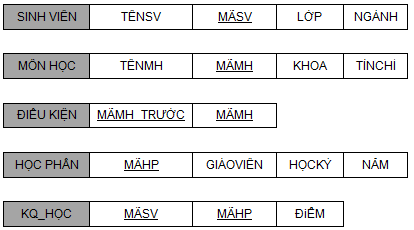 SINH VIÊN TÊNSV MÃSV LỚP NGÀNH
MÔN HỌC TÊNMH MÃMH KHOA TÍNCHỈ
ĐIỀU KIỆN MÃMH_TRƯỚC MÃMH
HỌC PHẦN MÃHP GIÁOVIÊN HỌCKỲ NĂM
KQ_HỌC MÃSV MÃHP ĐIỂM